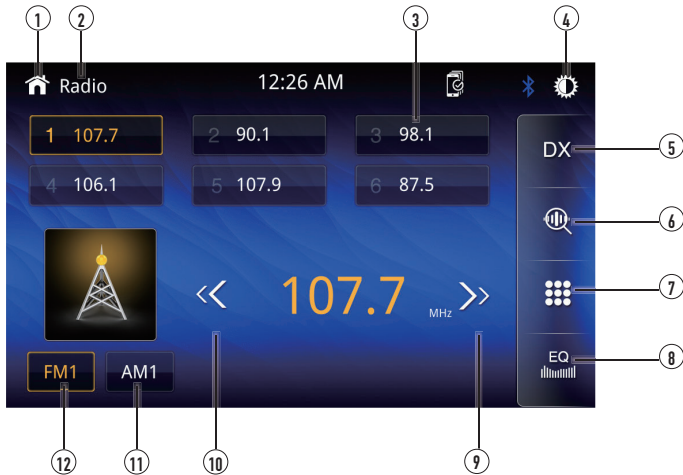 1 2 3 4
Radio 12:26 AM
1 107.7 2 90.1 3 98.1
DX 5
4 106.1 5 107.9 6 87.5
6
107.7 MHz
7
EQ 8
FM1 AM1
12 11 10 9